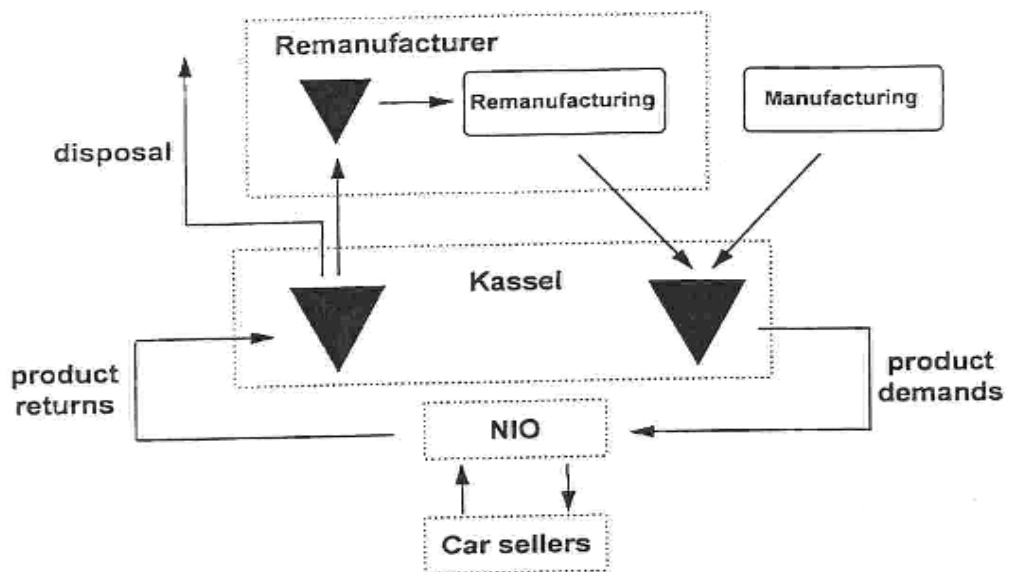 Remanufacturer
Remanufacturing
Manufacturing
disposal
Kassel
product
returns
product
demands
NIO
Car sellers